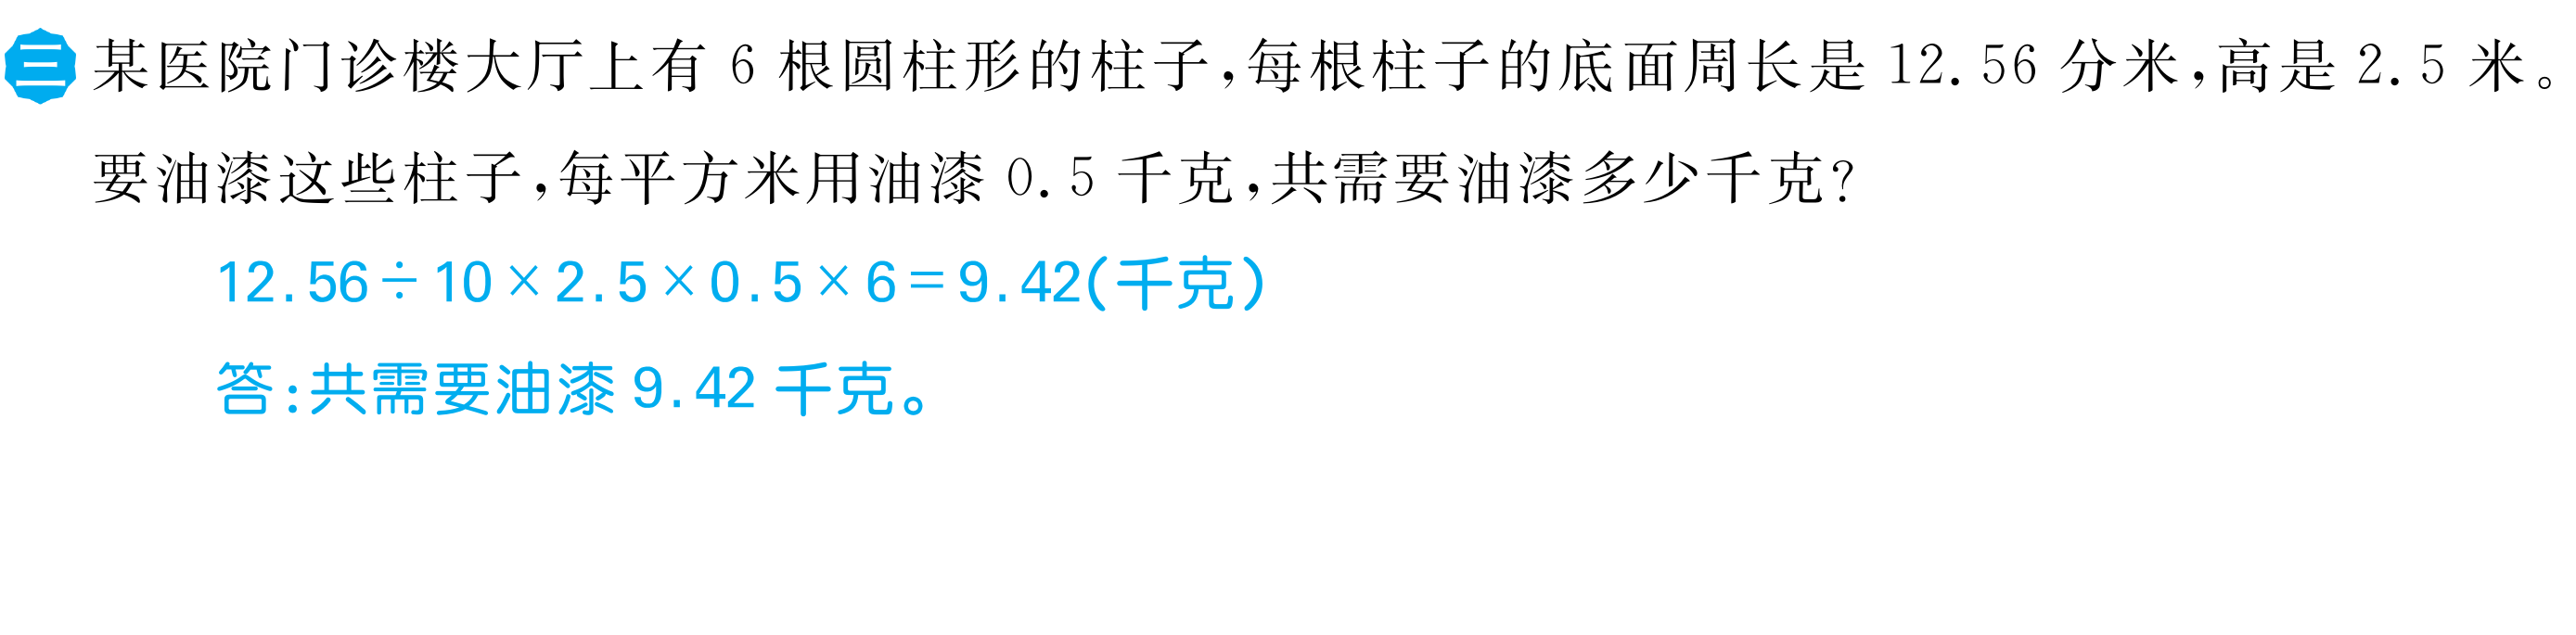 三 某医院门诊楼大厅上有 6 根圆柱形的柱子,每根柱子的底面周长是 12.56 分米,高是 2.5 米。
要油漆这些柱子,每平方米用油漆 0.5 千克,共需要油漆多少千克?
12.56÷10×2.5×0.5×6=9.42(千克)
答:共需要油漆 9.42 千克。